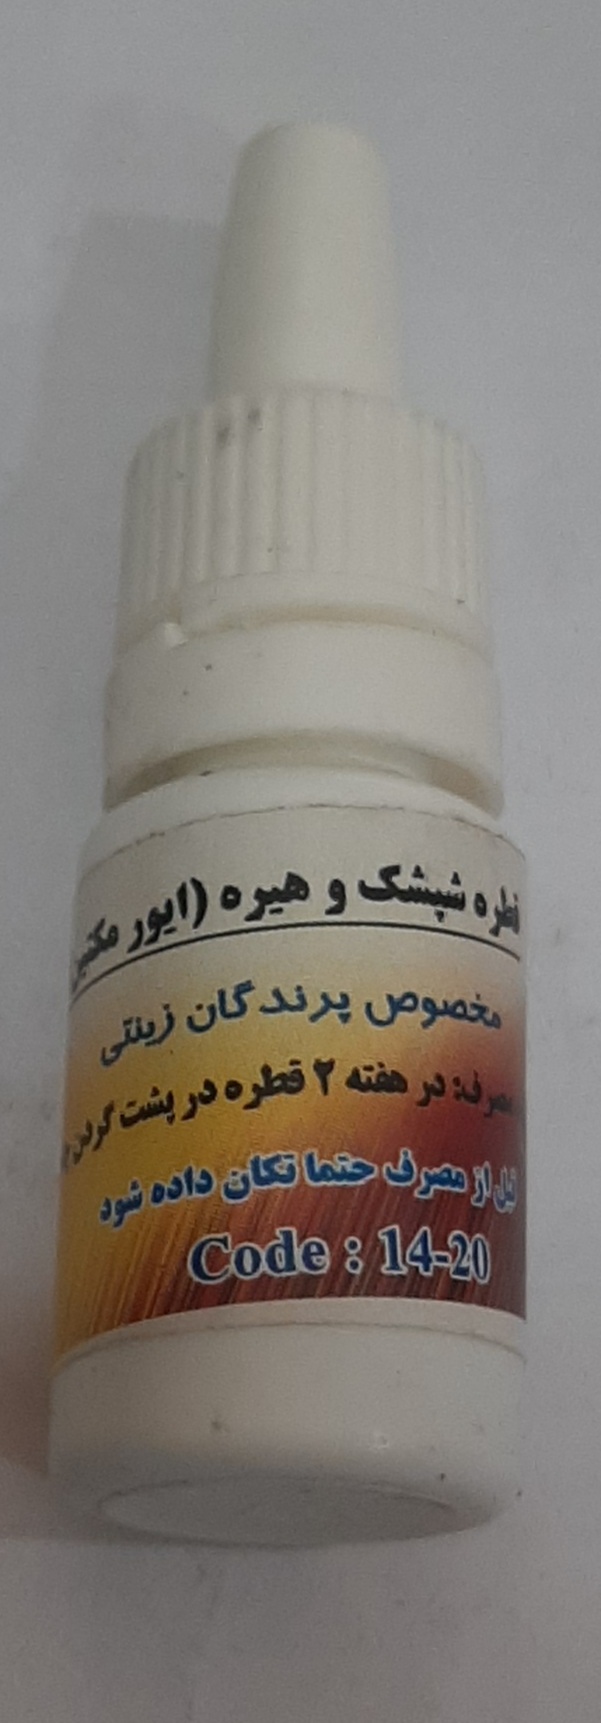 قطره شپشک و هیره (ایور مکتین
مخصوص پرندگان زینتی
مصرف: در هفته ۲ قطره در پشت گردن
قبل از مصرف حتما تکان داده شود
Code : 14-20